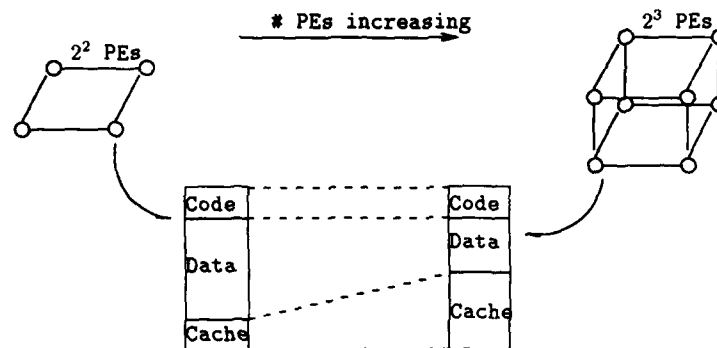 # PEs increasing
2² PEs
2³ PEs
Code
Code
Data
Data
Cache
Cache